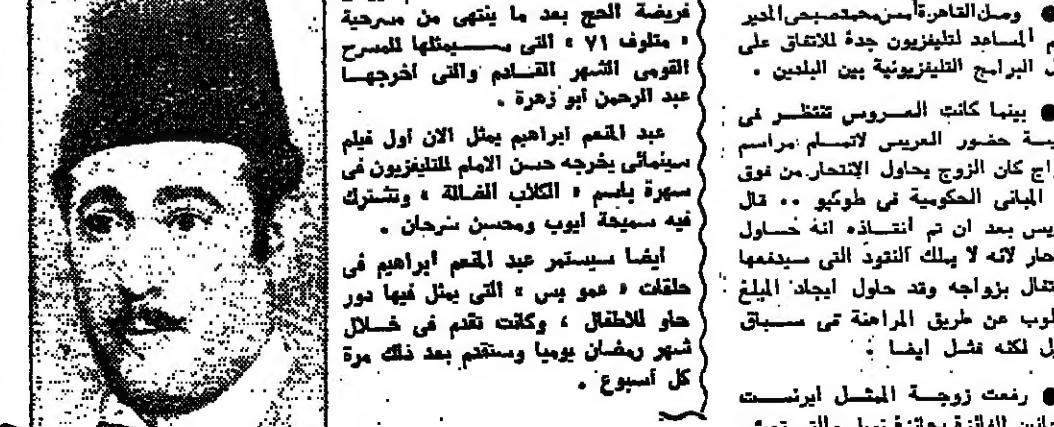 ● وصل القاهرة أمس محمد صبحى المدير
المساعد لتليفزيون جدة للاتفاق على
البرامج التليفزيونية بين البلدين .
● بينما كانت العروس تنتظر فى
حضور العريس لاتمام مراسم
كان الزوج يحاول الانتحار من فوق
المبانى الحكومية فى طوكيو .. قال
بعد ان تم انقاذه انه حاول
لانه لا يملك النقود التى سيدفعها
بزواجه وقد حاول ايجاد المبلغ
عن طريق المراهنة فى سباق
لكنه فشل ايضا .
● رفعت زوجة الممثل ايرنست
فريضة الحج بعد ما ينتهى من مسرحية
« متلوف ٧١ » التى سيمثلها للمسرح
القومى الشهر القادم والتى اخرجها
عبد الرحمن أبو زهرة .
عبد المنعم ابراهيم يمثل الان اول فيلم
سينمائى يخرجه حسن الامام للتليفزيون فى
سهرة باسم « الكلاب الضالة » وتشترك
فيه سميحة ايوب ومحسن سرحان .
ايضا سيستمر عبد المنعم ابراهيم فى
حلقات « عمو يس » التى يمثل فيها دور
حاو للاطفال ، وكانت تقدم فى خلال
شهر رمضان يوميا وستقدم بعد ذلك مرة
كل أسبوع .